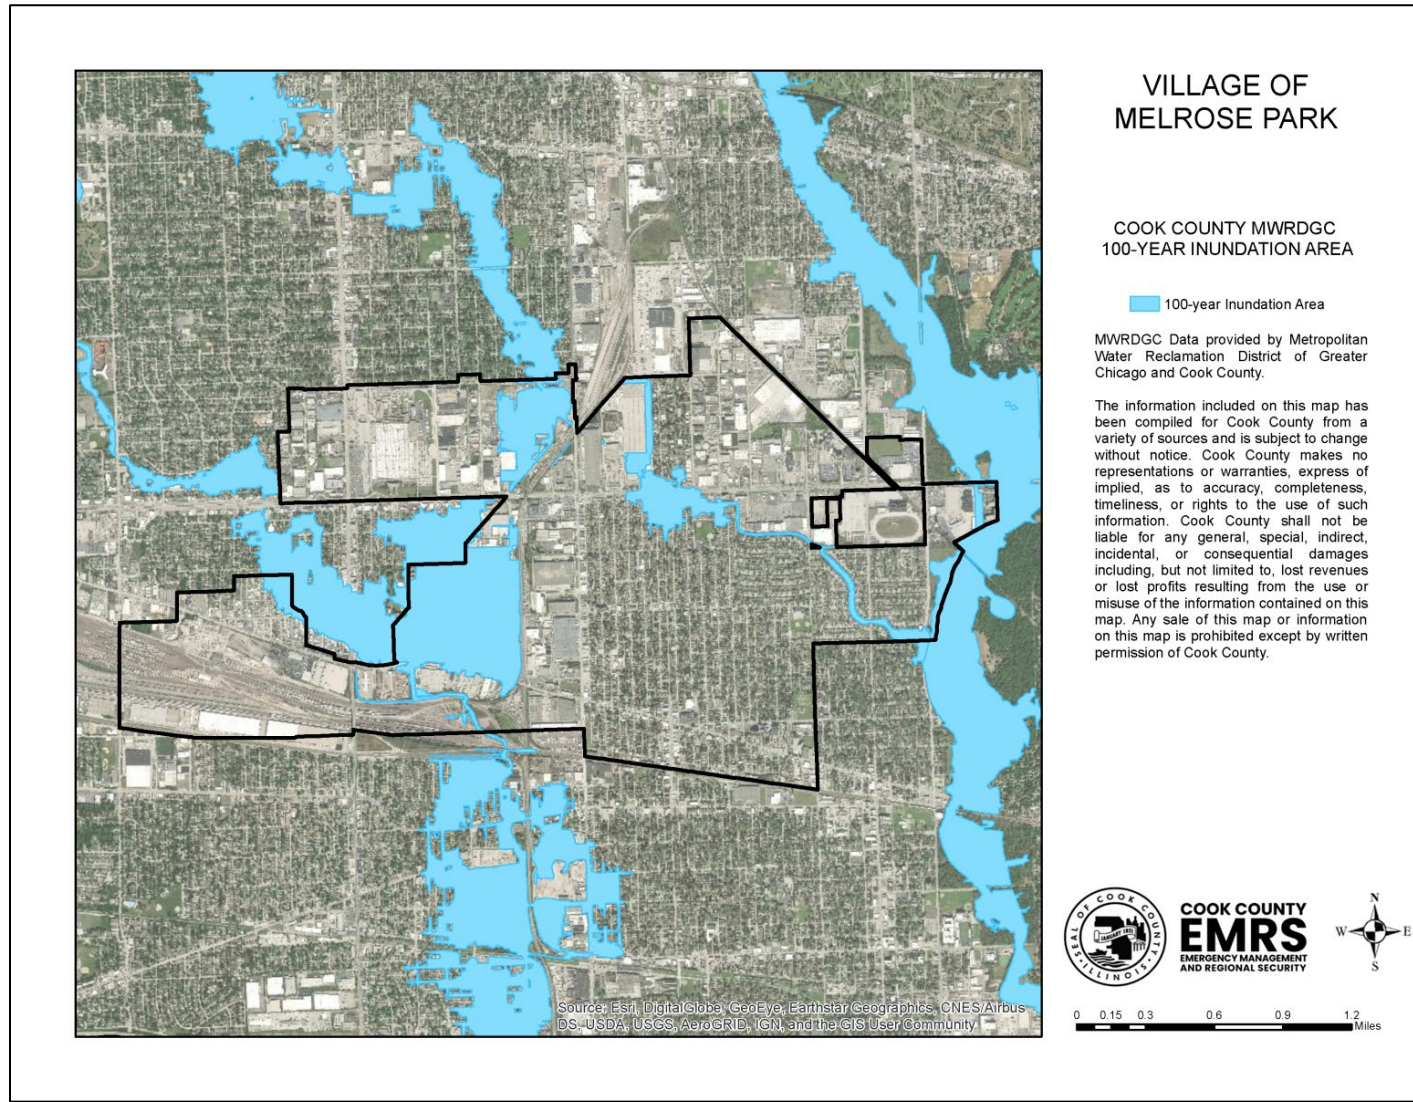 VILLAGE OF
MELROSE PARK
COOK COUNTY MWRDGC
100-YEAR INUNDATION AREA
100-year Inundation Area
MWRDGC Data provided by Metropolitan
Water Reclamation District of Greater
Chicago and Cook County.
The information included on this map has
been compiled for Cook County from a
variety of sources and is subject to change
without notice. Cook County makes no
representations or warranties, express of
implied, as to accuracy, completeness,
timeliness, or rights to the use of such
information. Cook County shall not be
liable for any general, special, indirect,
incidental, or consequential damages
including, but not limited to, lost revenues
or lost profits resulting from the use or
misuse of the information contained on this
map. Any sale of this map or information
on this map is prohibited except by written
permission of Cook County.
SEAL OF COOK COUNTY
JANUARY 1831
ILLINOIS
COOK COUNTY
EMRS
EMERGENCY MANAGEMENT
AND REGIONAL SECURITY
N
W E
S
0 0.15 0.3 0.6 0.9 1.2
Miles
Source: Esri, DigitalGlobe, GeoEye, Earthstar Geographics, CNES/Airbus
DS, USDA, USGS, AeroGRID, IGN, and the GIS User Community